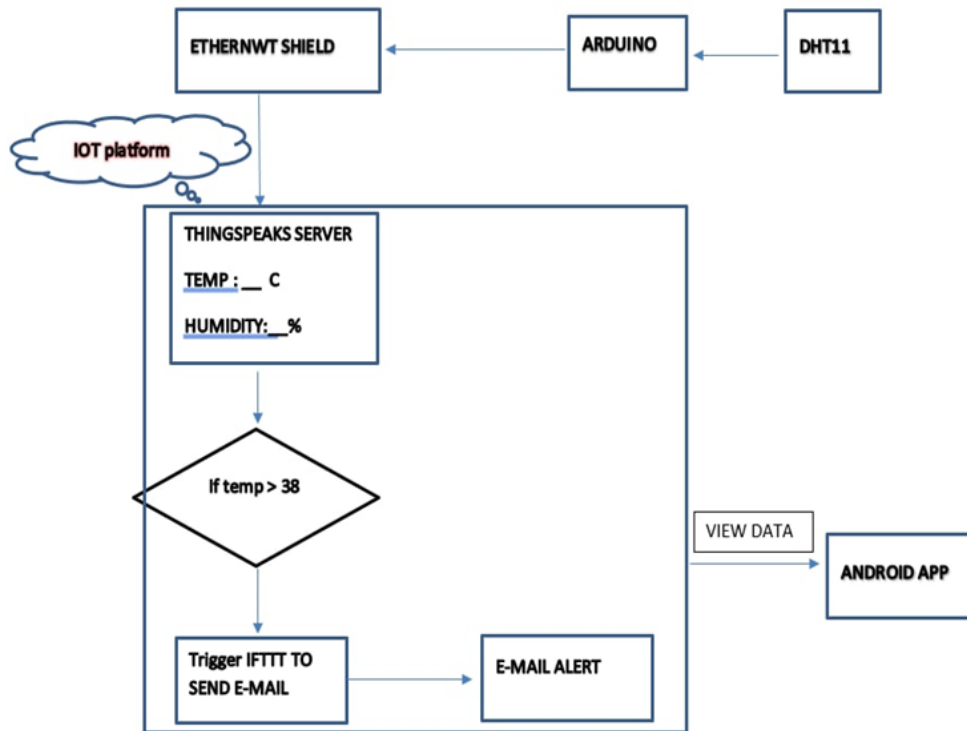 ETHERNWT SHIELD
ARDUINO
DHT11
IOT platform
THINGSPEAKS SERVER
TEMP : __ C
HUMIDITY:__%
If temp > 38
VIEW DATA
ANDROID APP
Trigger IFTTT TO
SEND E-MAIL
E-MAIL ALERT